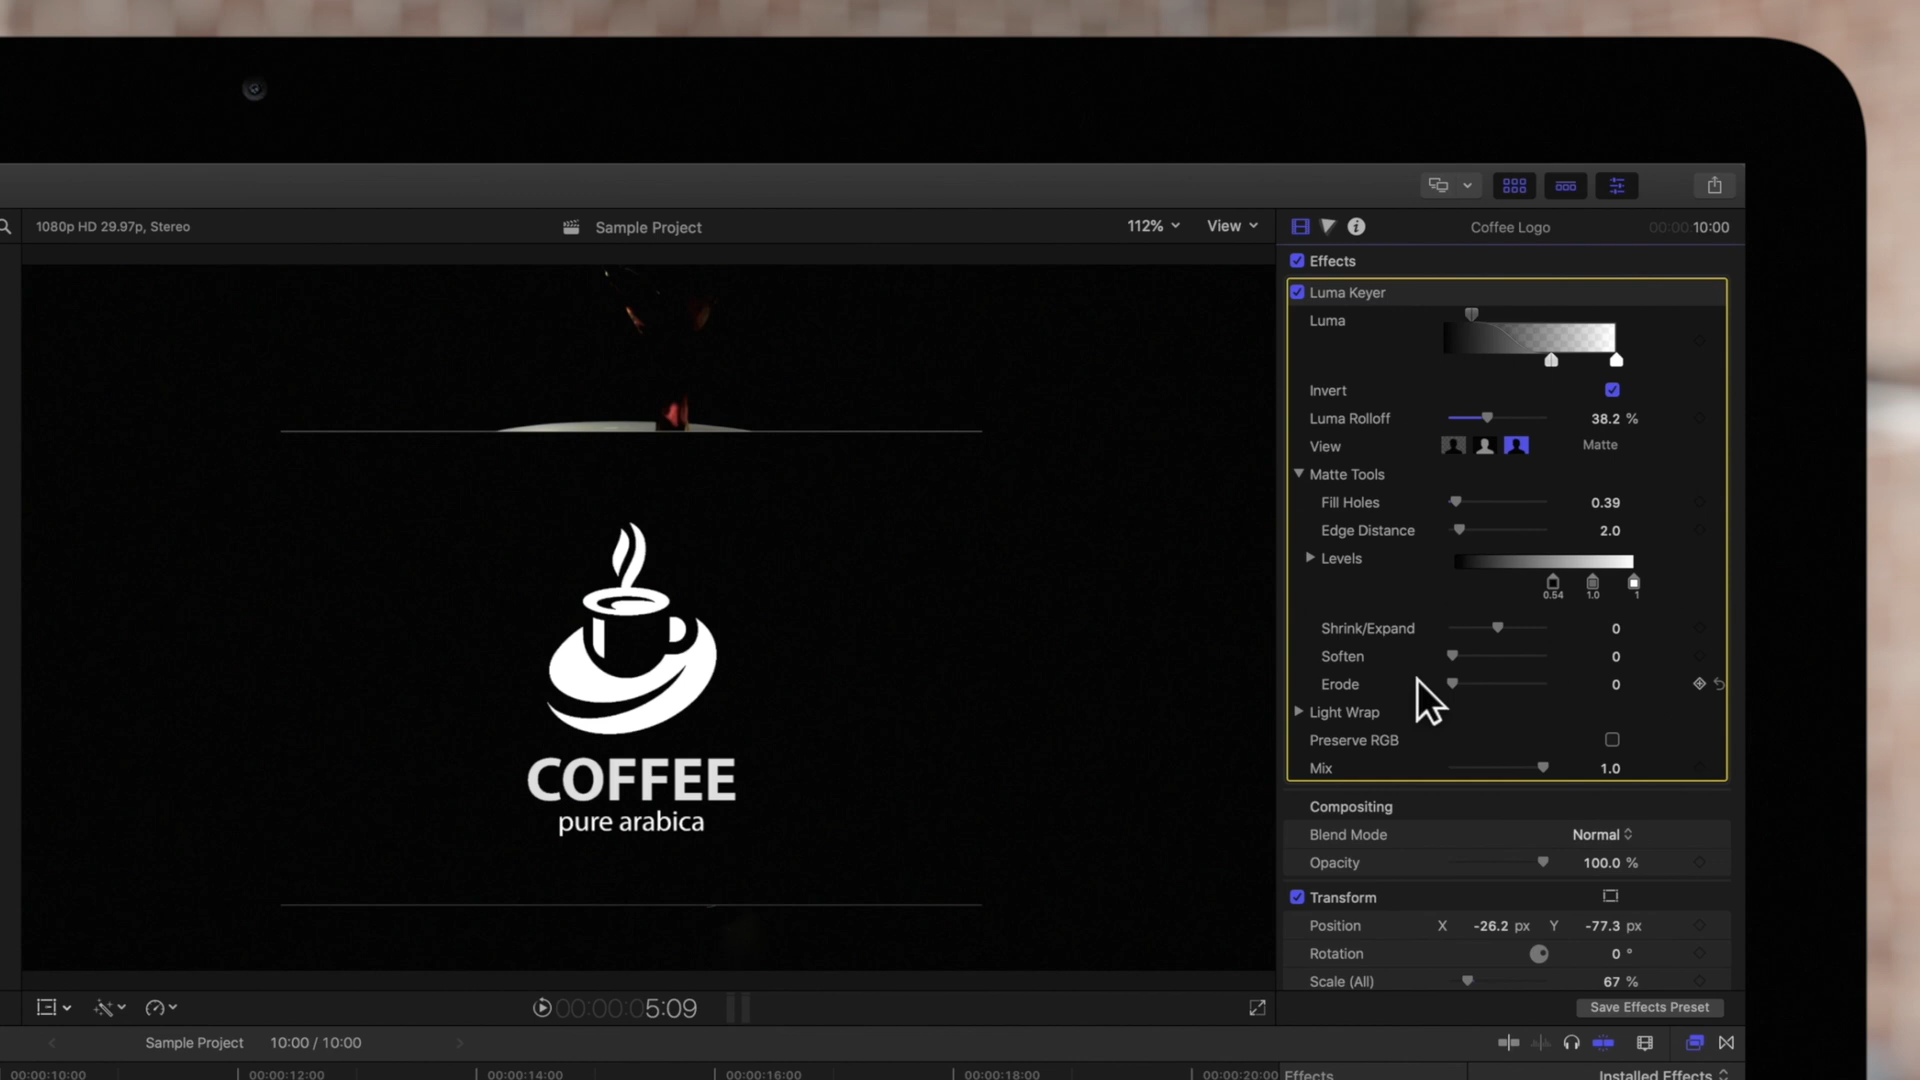 1080p HD 29.97p, Stereo
Sample Project
112%
View
Coffee Logo
00:00:10:00
Effects
Luma Keyer
Luma
Invert
Luma Rolloff 38.2 %
View Matte
Matte Tools
Fill Holes 0.39
Edge Distance 2.0
Levels
0.54 1.0 1
Shrink/Expand 0
Soften 0
Erode 0
Light Wrap
Preserve RGB
Mix 1.0
Compositing
Blend Mode Normal
Opacity 100.0 %
Transform
Position X -26.2 px Y -77.3 px
Rotation 0 °
Scale (All) 67 %
Save Effects Preset
COFFEE
pure arabica
00:00:05:09
Sample Project 10:00 / 10:00
00:00:10:00 00:00:12:00 00:00:14:00 00:00:16:00 00:00:18:00 00:00:20:00
Effects Installed Effects